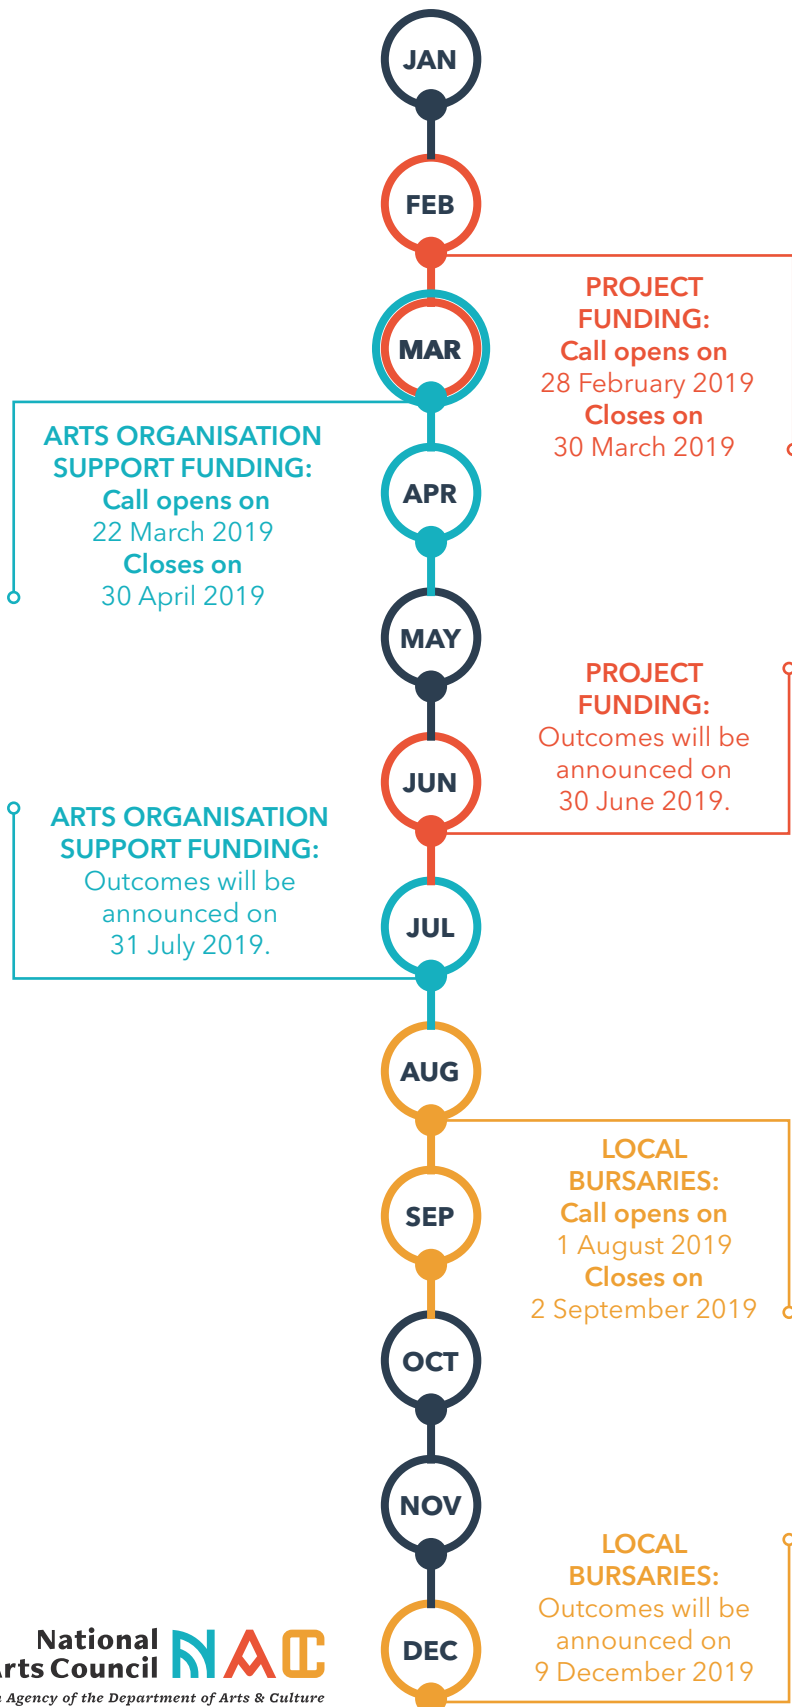 JAN
FEB
PROJECT
FUNDING:
Call opens on
28 February 2019
Closes on
30 March 2019
MAR
ARTS ORGANISATION
SUPPORT FUNDING:
Call opens on
22 March 2019
Closes on
30 April 2019
APR
MAY
PROJECT
FUNDING:
Outcomes will be
announced on
30 June 2019.
JUN
ARTS ORGANISATION
SUPPORT FUNDING:
Outcomes will be
announced on
31 July 2019.
JUL
AUG
LOCAL
BURSARIES:
Call opens on
1 August 2019
Closes on
2 September 2019
SEP
OCT
NOV
LOCAL
BURSARIES:
Outcomes will be
announced on
9 December 2019
DEC
National
Arts Council
NAC
Agency of the Department of Arts & Culture